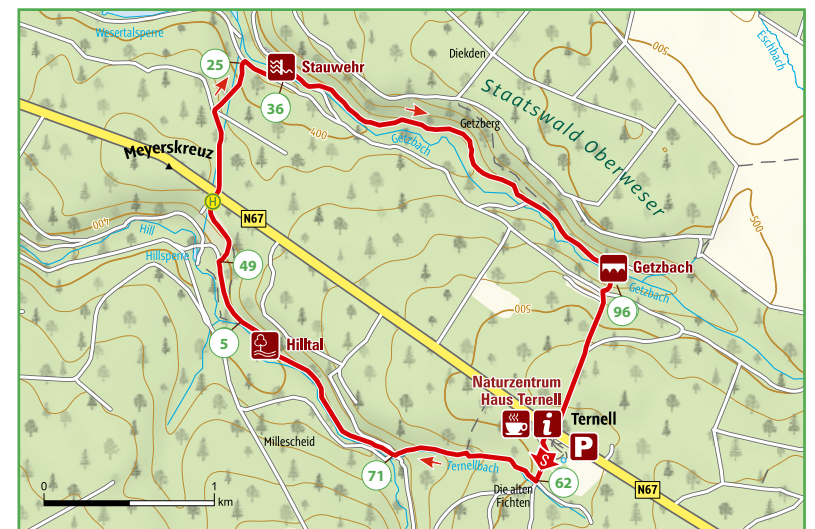 Wesertalsperre
Diekden
500
Eschbach
25
Stauwehr
36
Staatswald Oberweser
Getzberg
400
Getzbach
Meyerskreuz
H
N67
400
Hill
500
Hillsperre
49
Getzbach
Getzbach
96
500
5
Hilltal
Naturzentrum
Haus Ternell
i
Ternell
P
Millescheid
S
71
Ternellbach
Die alten
Fichten
62
N67
0
1
km